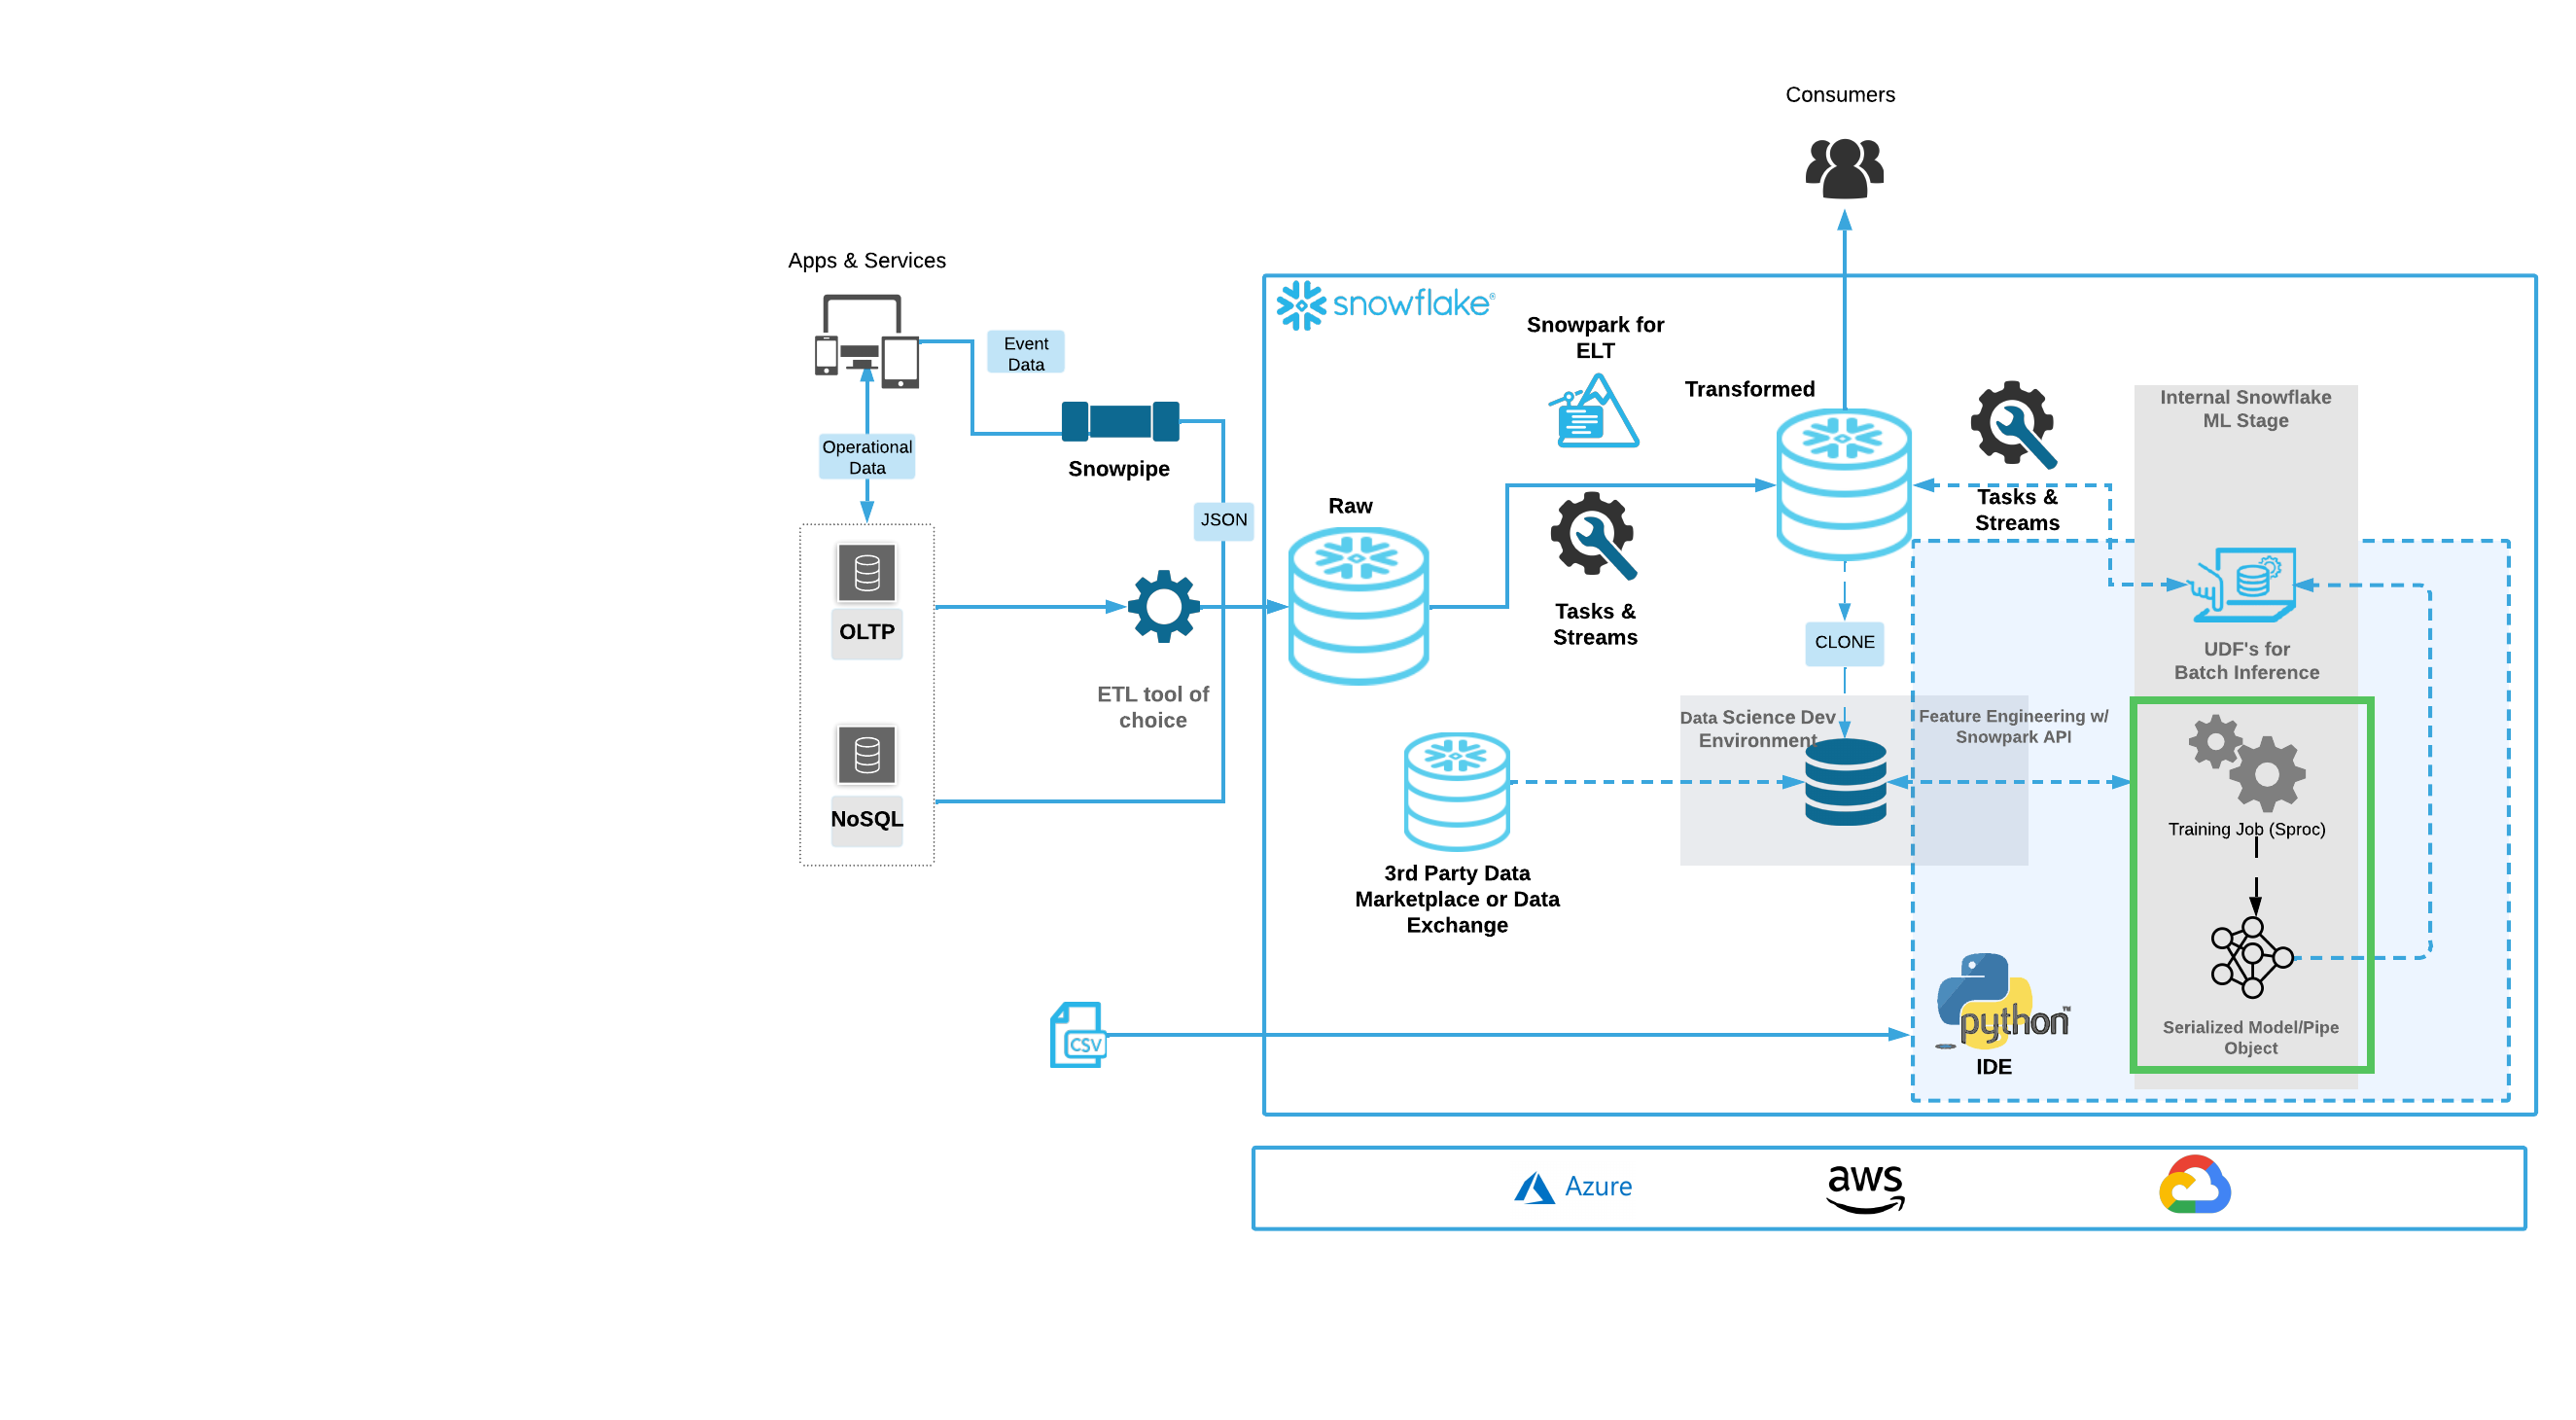 Consumers
Apps & Services
snowflake®
Event
Data
Snowpark for
ELT
Transformed
Internal Snowflake
ML Stage
Operational
Data
Snowpipe
JSON
Raw
Tasks &
Streams
Tasks &
Streams
OLTP
CLONE
UDF's for
Batch Inference
ETL tool of
choice
Data Science Dev
Environment
Feature Engineering w/
Snowpark API
NoSQL
Training Job (Sproc)
3rd Party Data
Marketplace or Data
Exchange
CSV
python™
IDE
Serialized Model/Pipe
Object
Azure
aws